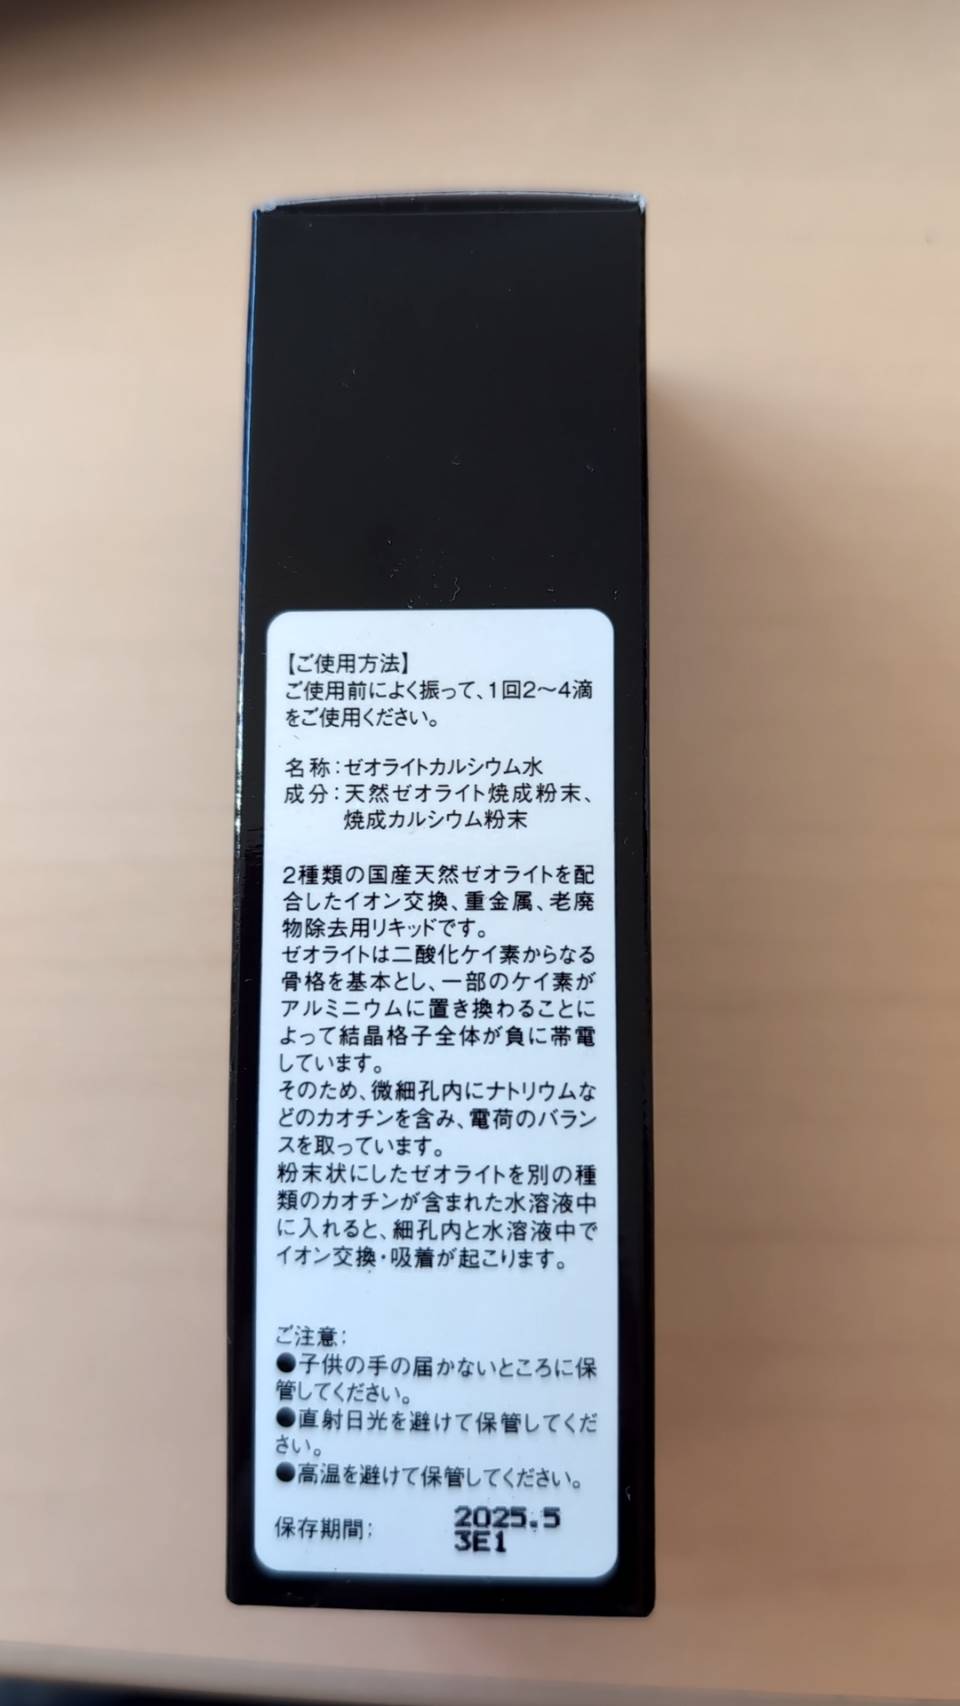 【ご使用方法】
ご使用前によく振って、1回2～4滴
をご使用ください。
名称：ゼオライトカルシウム水
成分：天然ゼオライト焼成粉末、
焼成カルシウム粉末
2種類の国産天然ゼオライトを配
合したイオン交換、重金属、老廃
物除去用リキッドです。
ゼオライトは二酸化ケイ素からなる
骨格を基本とし、一部のケイ素が
アルミニウムに置き換わることに
よって結晶格子全体が負に帯電
しています。
そのため、微細孔内にナトリウムな
どのカオチンを含み、電荷のバラン
スを取っています。
粉末状にしたゼオライトを別の種
類のカオチンが含まれた水溶液中
に入れると、細孔内と水溶液中で
イオン交換・吸着が起こります。
ご注意：
●子供の手の届かないところに保
管してください。
●直射日光を避けて保管してくだ
さい。
●高温を避けて保管してください。
保存期間： 2025.5
3E1